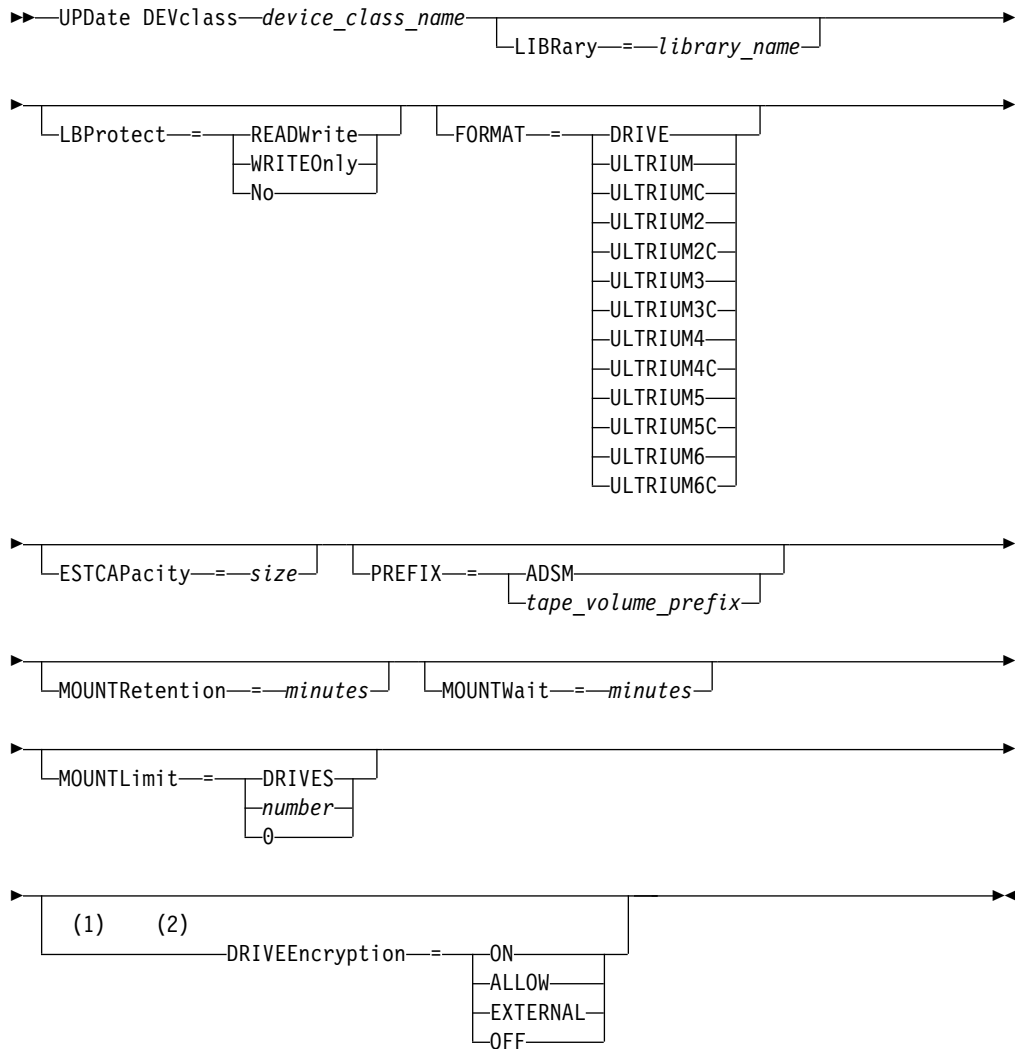 UPDate DEVclass device_class_name
LIBRary = library_name
LBProtect = READWrite
WRITEOnly
No
FORMAT = DRIVE
ULTRIUM
ULTRIUMC
ULTRIUM2
ULTRIUM2C
ULTRIUM3
ULTRIUM3C
ULTRIUM4
ULTRIUM4C
ULTRIUM5
ULTRIUM5C
ULTRIUM6
ULTRIUM6C
ESTCAPacity = size
PREFIX = ADSM
tape_volume_prefix
MOUNTRetention = minutes
MOUNTWait = minutes
MOUNTLimit = DRIVES
number
0
(1) (2)
DRIVEEncryption = ON
ALLOW
EXTERNAL
OFF